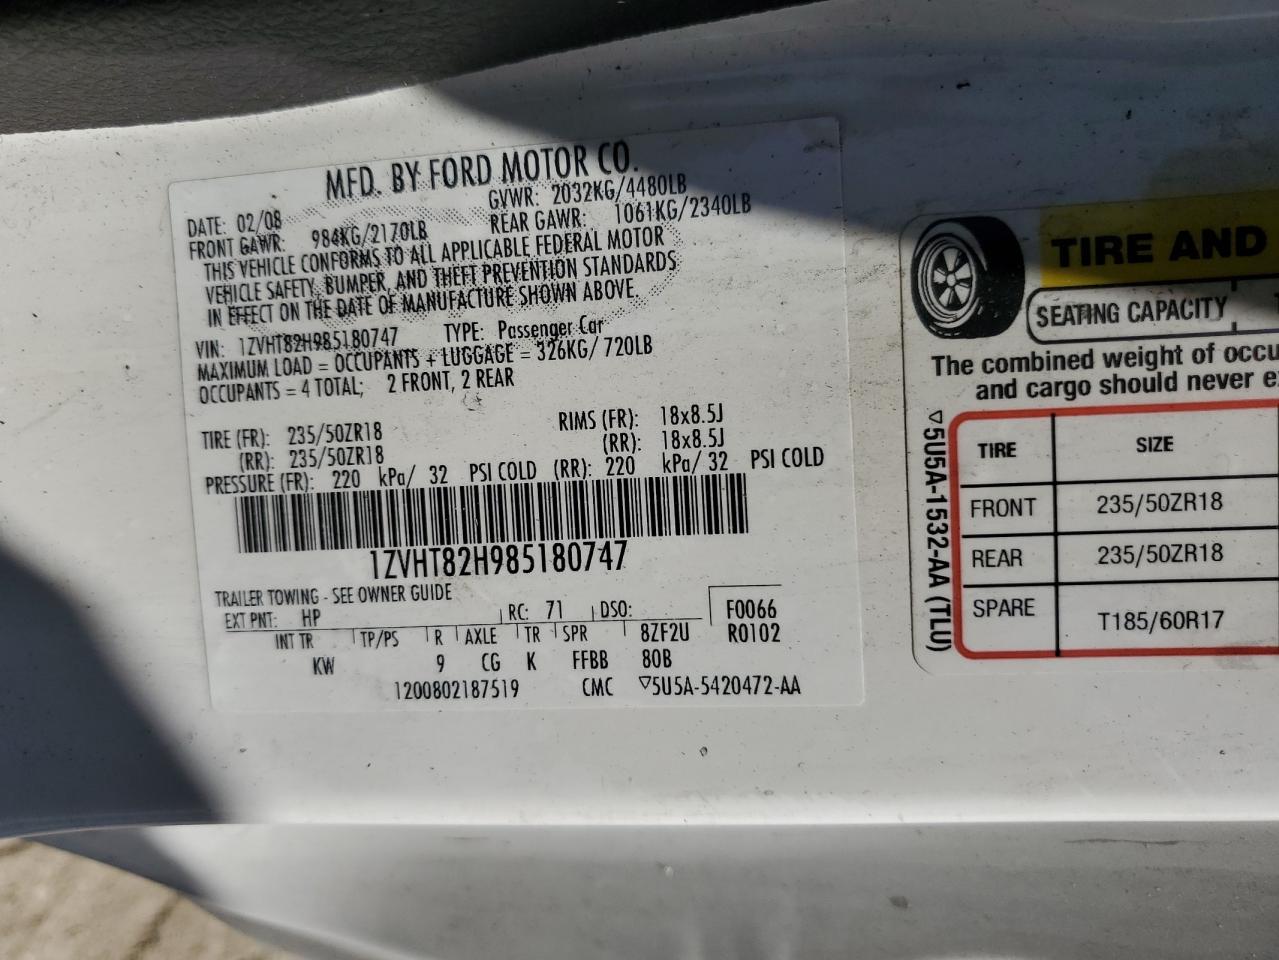 MFD. BY FORD MOTOR CO.
DATE: 02/08 GVWR: 2032KG/4480LB
FRONT GAWR: 984KG/2170LB REAR GAWR: 1061KG/2340LB
THIS VEHICLE CONFORMS TO ALL APPLICABLE FEDERAL MOTOR
VEHICLE SAFETY, BUMPER, AND THEFT PREVENTION STANDARDS
IN EFFECT ON THE DATE OF MANUFACTURE SHOWN ABOVE.
VIN: 1ZVHT82H985180747 TYPE: Passenger Car
MAXIMUM LOAD = OCCUPANTS + LUGGAGE = 326KG/ 720LB
OCCUPANTS = 4 TOTAL; 2 FRONT, 2 REAR
TIRE (FR): 235/50ZR18 RIMS (FR): 18x8.5J
(RR): 235/50ZR18 (RR): 18x8.5J
PRESSURE (FR): 220 kPa/ 32 PSI COLD (RR): 220 kPa/ 32 PSI COLD
1ZVHT82H985180747
TRAILER TOWING - SEE OWNER GUIDE
EXT PNT: HP RC: 71 DSO: F0066
INT TR TP/PS R AXLE TR SPR 8ZF2U R0102
KW 9 CG K FFBB 80B
1200802187519 CMC ▽5U5A-5420472-AA
TIRE AND
SEATING CAPACITY
The combined weight of occu
and cargo should never e
▽5U5A-1532-AA (TLU)
TIRE SIZE
FRONT 235/50ZR18
REAR 235/50ZR18
SPARE T185/60R17